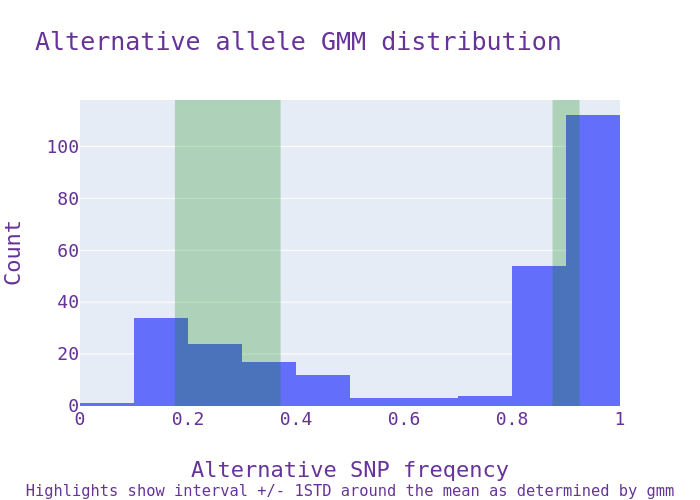 Alternative allele GMM distribution
100
80
60
40
20
0
Count
0 0.2 0.4 0.6 0.8 1
Alternative SNP freqency
Highlights show interval +/- 1STD around the mean as determined by gmm